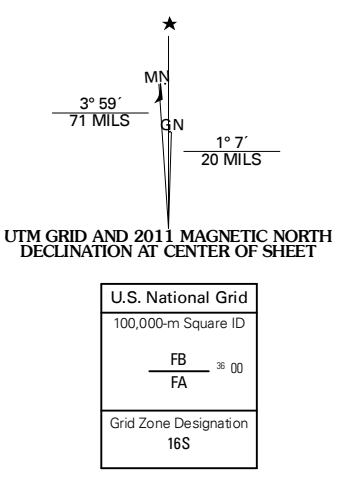 MN
3° 59´
71 MILS
GN
1° 7´
20 MILS
UTM GRID AND 2011 MAGNETIC NORTH
DECLINATION AT CENTER OF SHEET
U.S. National Grid
100,000-m Square ID
FB
36 00
FA
Grid Zone Designation
16S